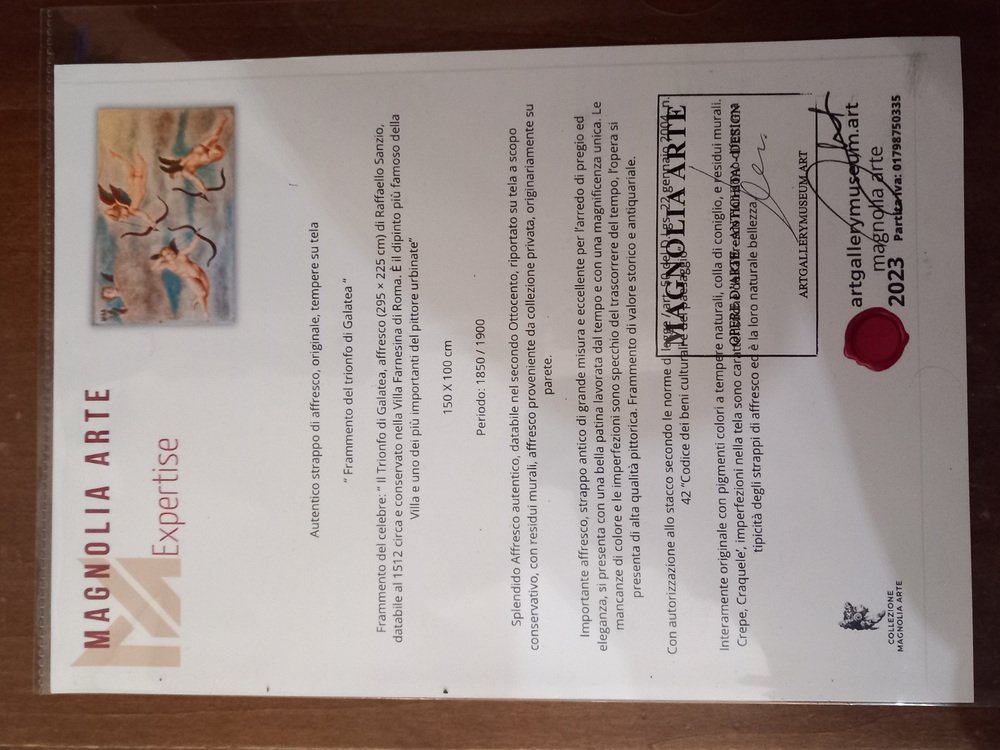 MAGNOLIA ARTE
Expertise
Autentico strappo di affresco, originale, tempere su tela
“ Frammento del trionfo di Galatea “
Frammento del celebre: “ Il Trionfo di Galatea, affresco (295 × 225 cm) di Raffaello Sanzio,
databile al 1512 circa e conservato nella Villa Farnesina di Roma. È il dipinto più famoso della
Villa e uno dei più importanti del pittore urbinate“
150 X 100 cm
Periodo: 1850 / 1900
Splendido Affresco autentico, databile nel secondo Ottocento, riportato su tela a scopo
conservativo, con residui murali, affresco proveniente da collezione privata, originariamente su
parete.
Importante affresco, strappo antico di grande misura e eccellente per l'arredo di pregio ed
eleganza, si presenta con una bella patina lavorata dal tempo e con una magnificenza unica. Le
mancanze di colore e le imperfezioni sono specchio del trascorrere del tempo, l'opera si
presenta di alta qualità pittorica. Frammento di valore storico e antiquariale.
Con autorizzazione allo stacco secondo le norme di legge / art. 50 del D.lgs. 22 gennaio 2004, n.
42 “Codice dei beni culturali e del paesaggio
Interamente originale con pigmenti colori a tempere naturali, colla di coniglio, e residui murali.
Crepe, Craquele', imperfezioni nella tela sono
tipicità degli strappi di affresco ed è la loro naturale bellezza
MAGNOLIA ARTE
OPERE D'ARTE - ANTICHITA' - DESIGN
ARTGALLERYMUSEUM.ART
artgallerymuseum.art
magnolia arte
2023 Partita iva: 01798750335
COLLEZIONE
MAGNOLIA ARTE